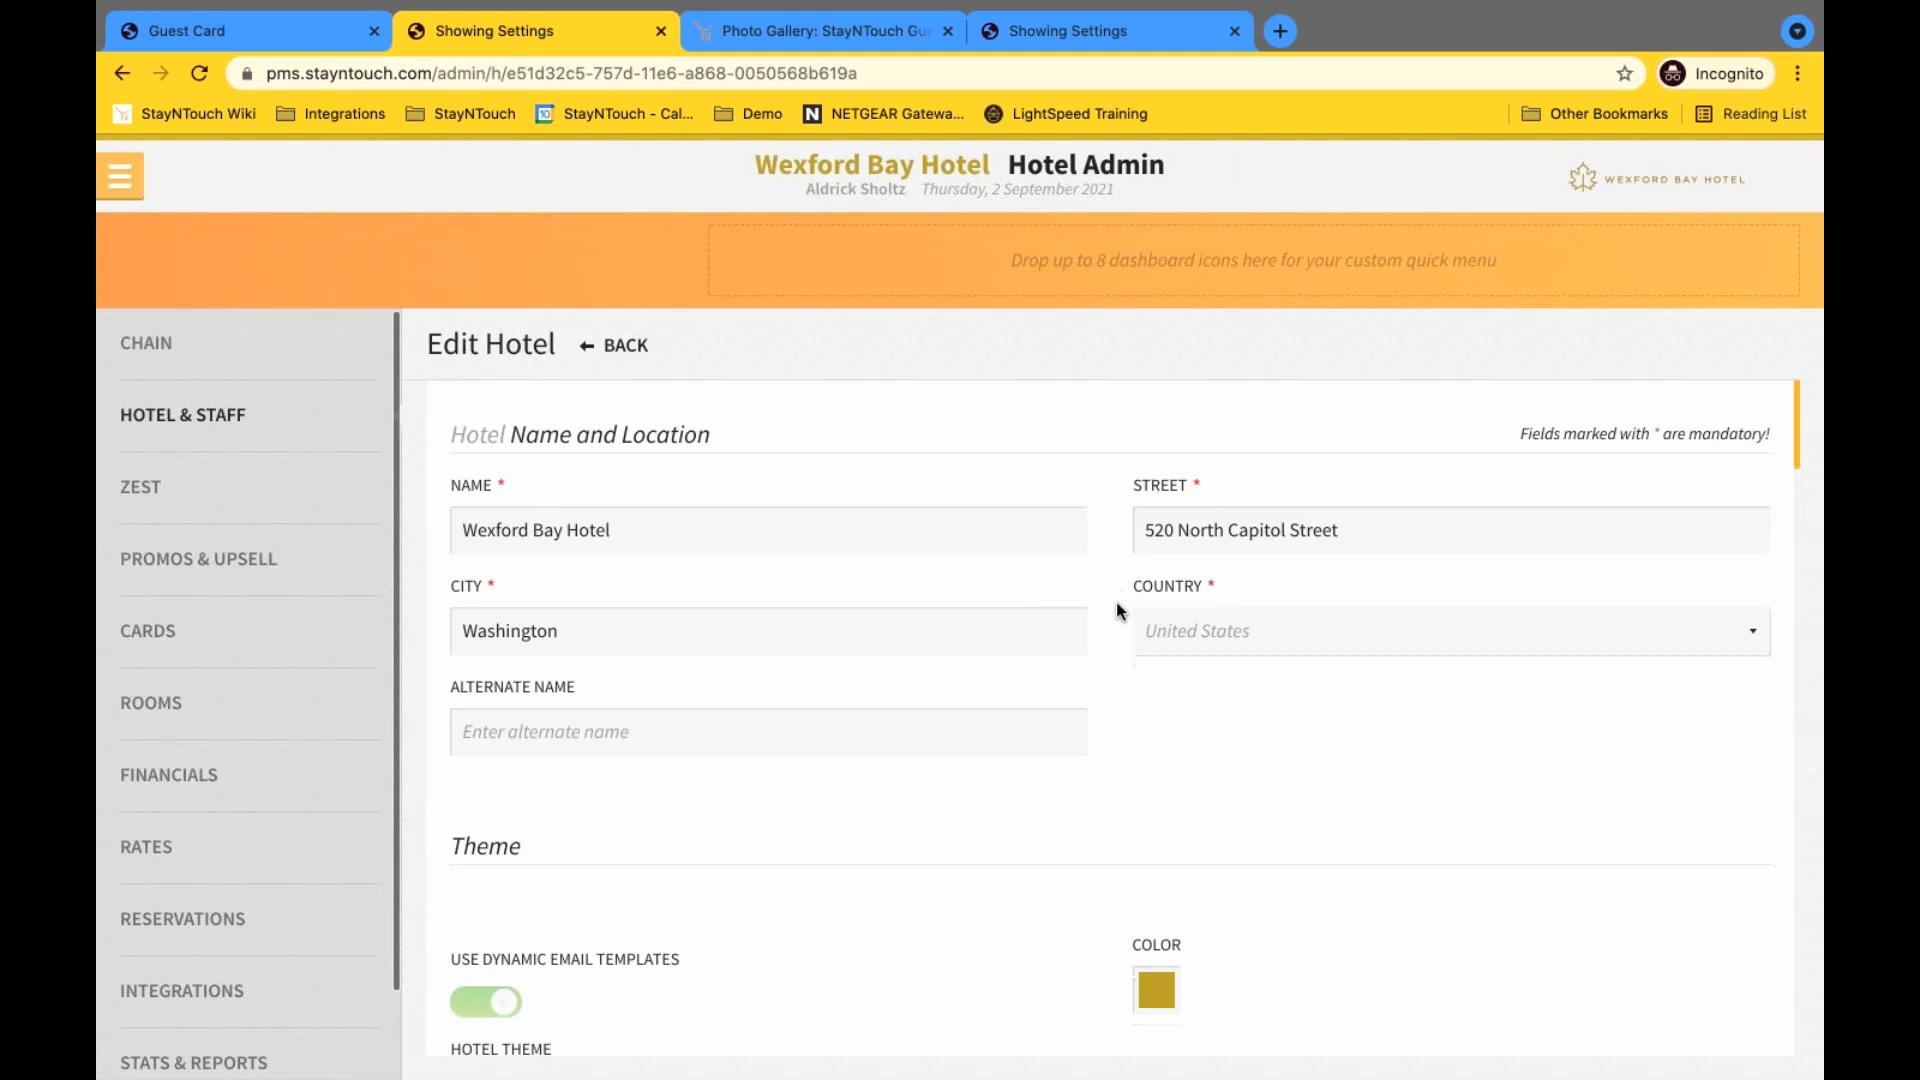 Guest Card
Showing Settings
Photo Gallery: StayNTouch Gu
Showing Settings
pms.stayntouch.com/admin/h/e51d32c5-757d-11e6-a868-0050568b619a
Incognito
StayNTouch Wiki
Integrations
StayNTouch
10
StayNTouch - Cal...
Demo
N
NETGEAR Gatewa...
LightSpeed Training
Other Bookmarks
Reading List
Wexford Bay Hotel Hotel Admin
Aldrick Sholtz Thursday, 2 September 2021
WEXFORD BAY HOTEL
Drop up to 8 dashboard icons here for your custom quick menu
CHAIN
HOTEL & STAFF
ZEST
PROMOS & UPSELL
CARDS
ROOMS
FINANCIALS
RATES
RESERVATIONS
INTEGRATIONS
STATS & REPORTS
Edit Hotel
BACK
Hotel Name and Location
Fields marked with * are mandatory!
NAME *
Wexford Bay Hotel
STREET *
520 North Capitol Street
CITY *
Washington
COUNTRY *
United States
ALTERNATE NAME
Enter alternate name
Theme
USE DYNAMIC EMAIL TEMPLATES
COLOR
HOTEL THEME